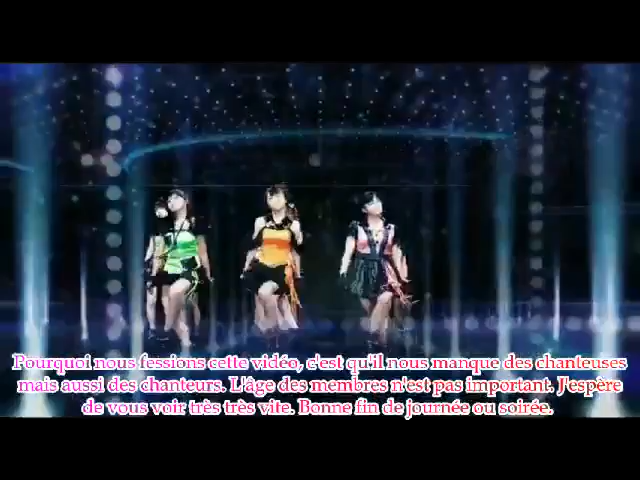 Pourquoi nous fessions cette vidéo, c'est qu'il nous manque des chanteuses
mais aussi des chanteurs. L'âge des membres n'est pas important. J'espère
de vous voir très très vite. Bonne fin de journée ou soirée.